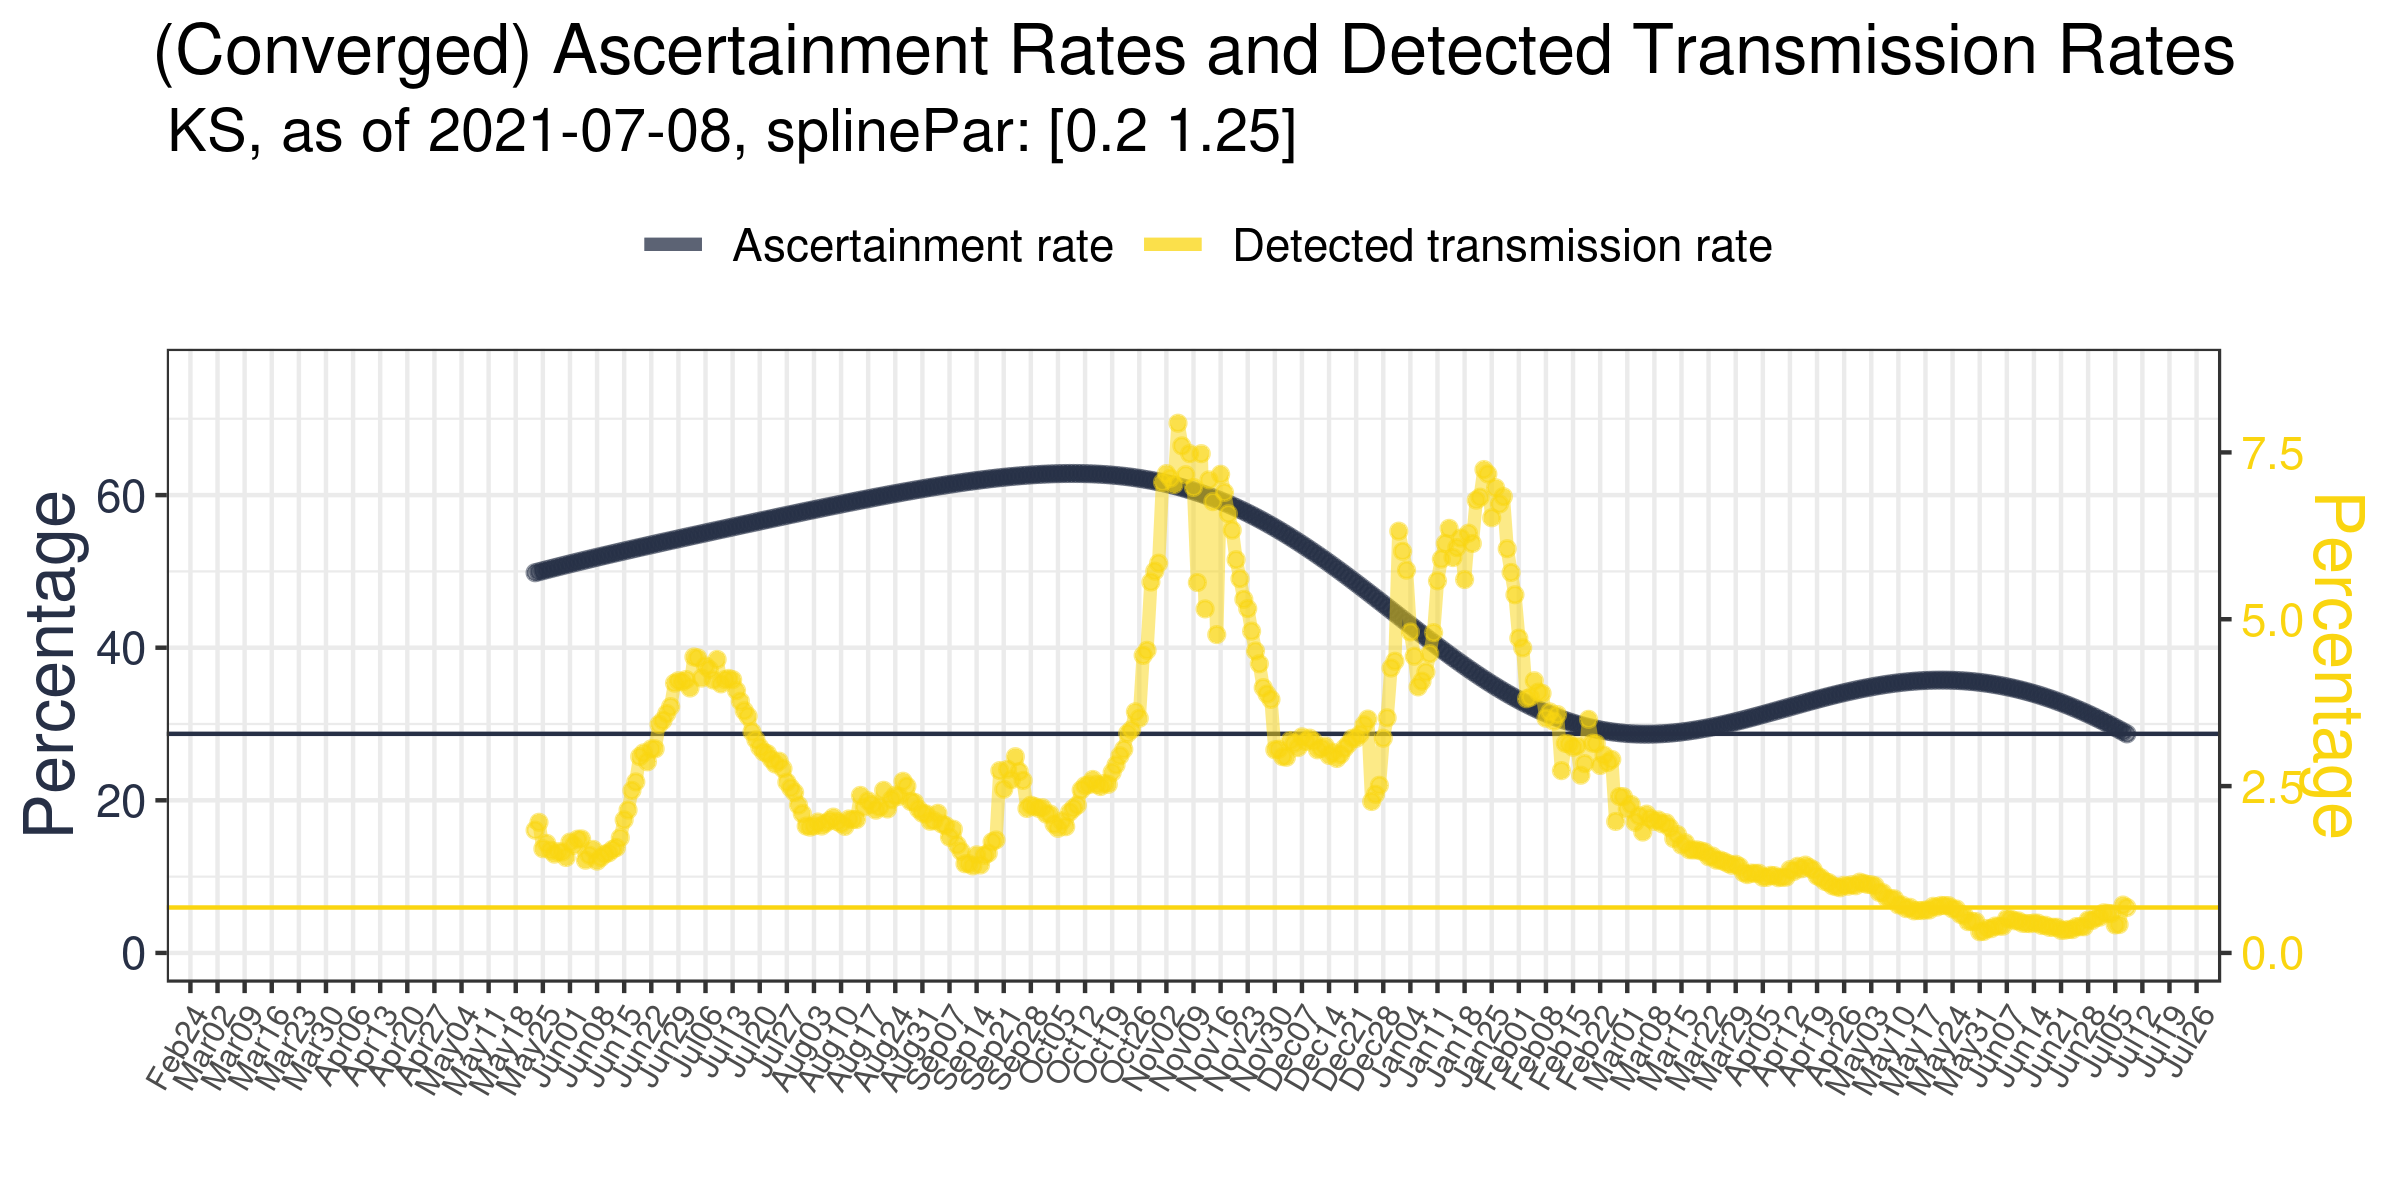 (Converged) Ascertainment Rates and Detected Transmission Rates
KS, as of 2021-07-08, splinePar: [0.2 1.25]
Ascertainment rate
Detected transmission rate
Percentage
60
40
20
0
7.5
5.0
2.5
0.0
Percentage
Feb24
Mar02
Mar09
Mar16
Mar23
Mar30
Apr06
Apr13
Apr20
Apr27
May04
May11
May18
May25
Jun01
Jun08
Jun15
Jun22
Jun29
Jul06
Jul13
Jul20
Jul27
Aug03
Aug10
Aug17
Aug24
Aug31
Sep07
Sep14
Sep21
Sep28
Oct05
Oct12
Oct19
Oct26
Nov02
Nov09
Nov16
Nov23
Nov30
Dec07
Dec14
Dec21
Dec28
Jan04
Jan11
Jan18
Jan25
Feb01
Feb08
Feb15
Feb22
Mar01
Mar08
Mar15
Mar22
Mar29
Apr05
Apr12
Apr19
Apr26
May03
May10
May17
May24
May31
Jun07
Jun14
Jun21
Jun28
Jul05
Jul12
Jul19
Jul26